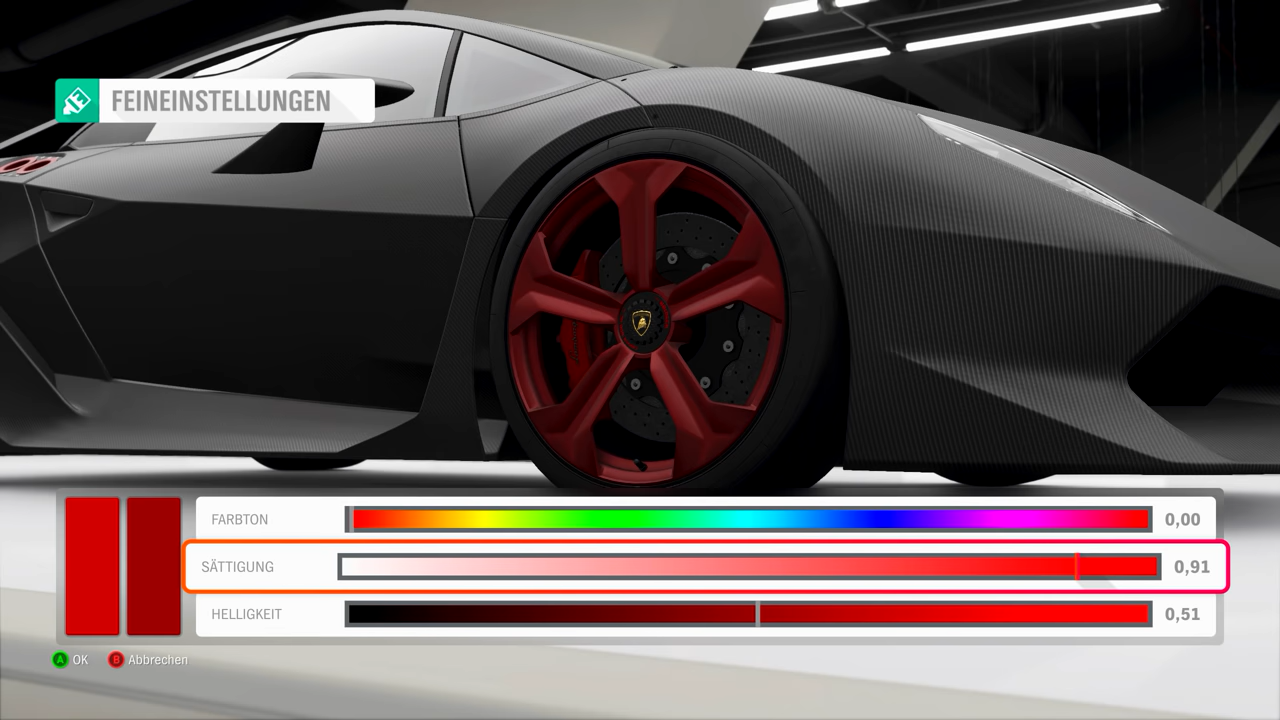 FEINEINSTELLUNGEN
FARBTON 0,00
SÄTTIGUNG 0,91
HELLIGKEIT 0,51
A OK B Abbrechen